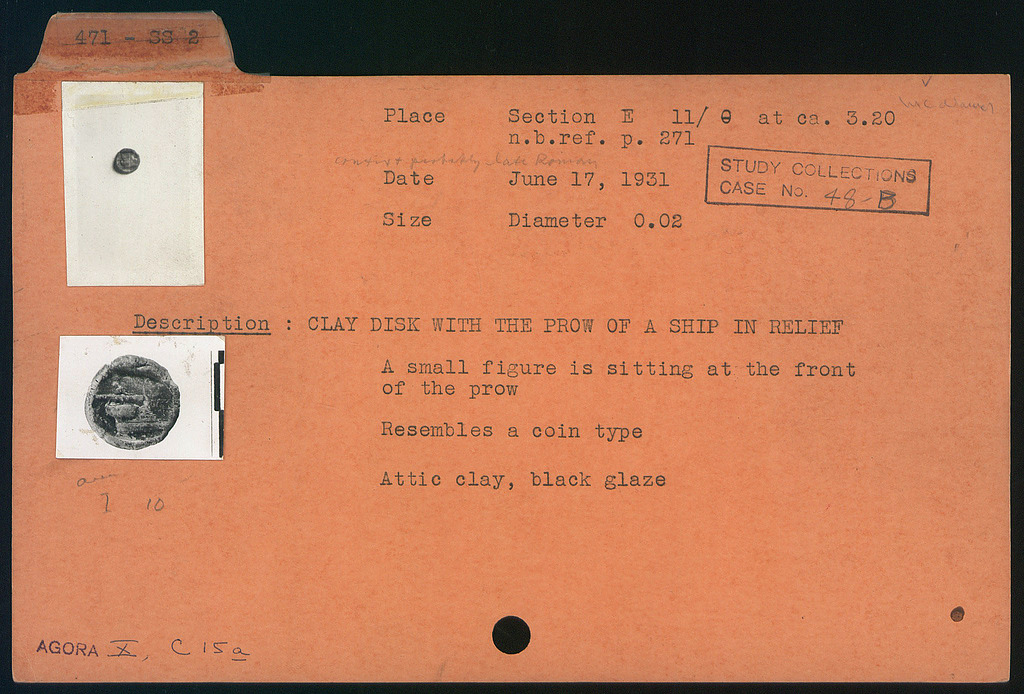 471 - SS 2
Place Section E 11/ Θ at ca. 3.20
n.b.ref. p. 271
context probably late Roman
Date June 17, 1931
STUDY COLLECTIONS
CASE No. 48-B
Size Diameter 0.02
Description : CLAY DISK WITH THE PROW OF A SHIP IN RELIEF
A small figure is sitting at the front
of the prow
Resembles a coin type
Attic clay, black glaze
10
AGORA X, C 15a